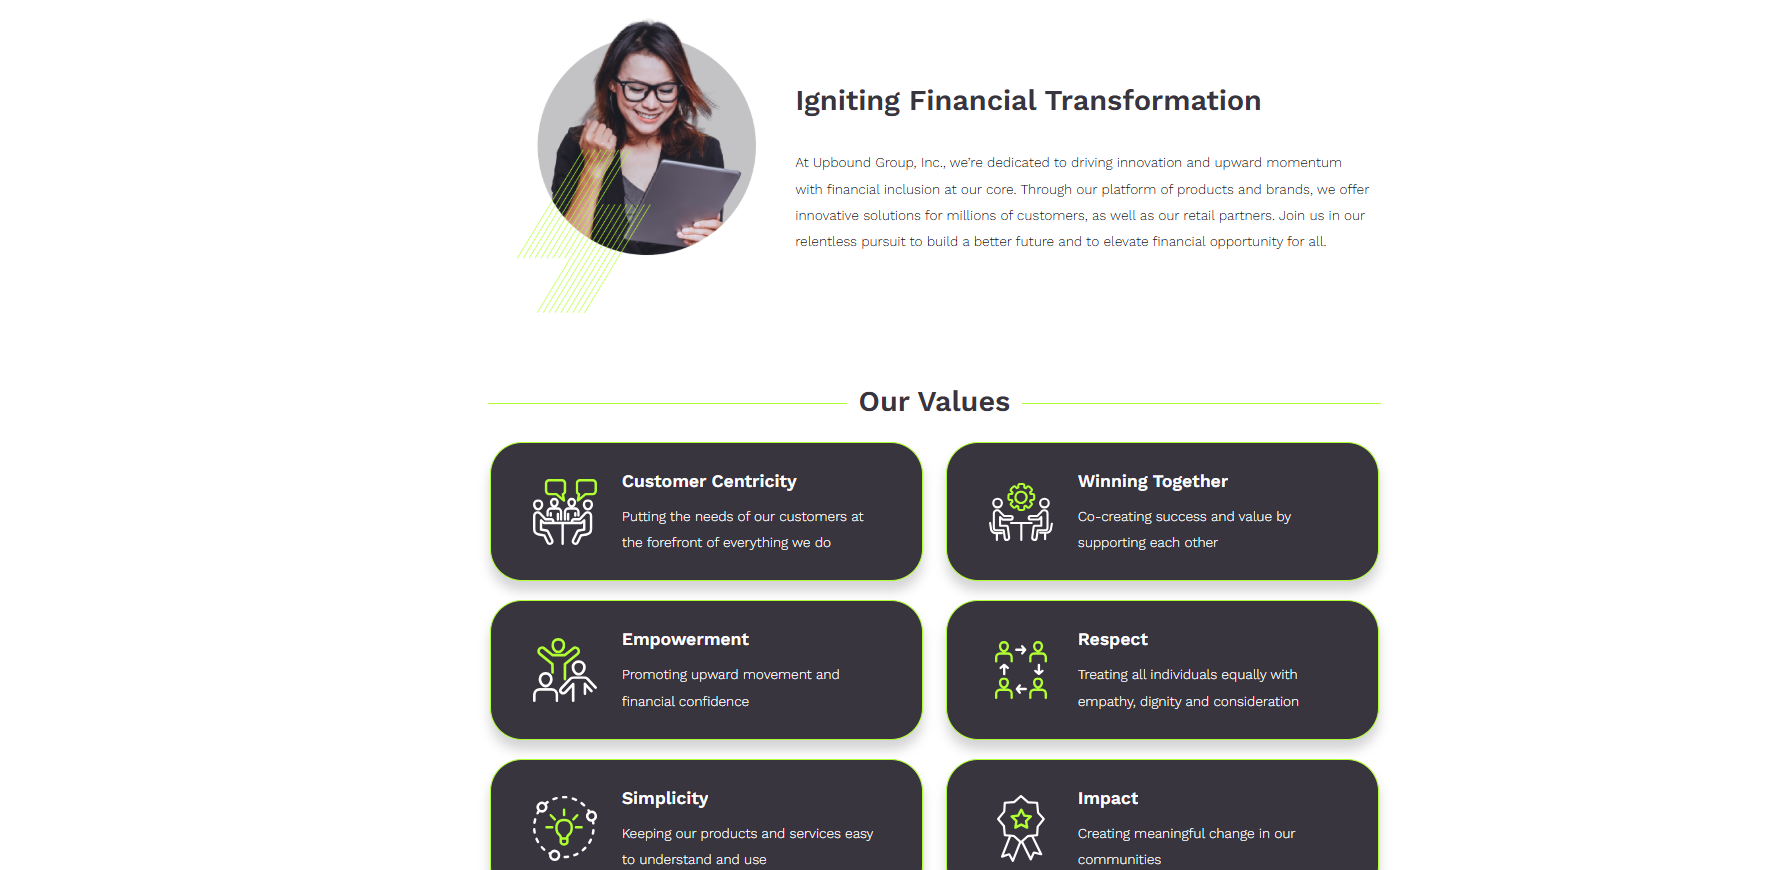 Igniting Financial Transformation
At Upbound Group, Inc., we’re dedicated to driving innovation and upward momentum
with financial inclusion at our core. Through our platform of products and brands, we offer
innovative solutions for millions of customers, as well as our retail partners. Join us in our
relentless pursuit to build a better future and to elevate financial opportunity for all.
Our Values
Customer Centricity
Putting the needs of our customers at
the forefront of everything we do
Winning Together
Co-creating success and value by
supporting each other
Empowerment
Promoting upward movement and
financial confidence
Respect
Treating all individuals equally with
empathy, dignity and consideration
Simplicity
Keeping our products and services easy
to understand and use
Impact
Creating meaningful change in our
communities